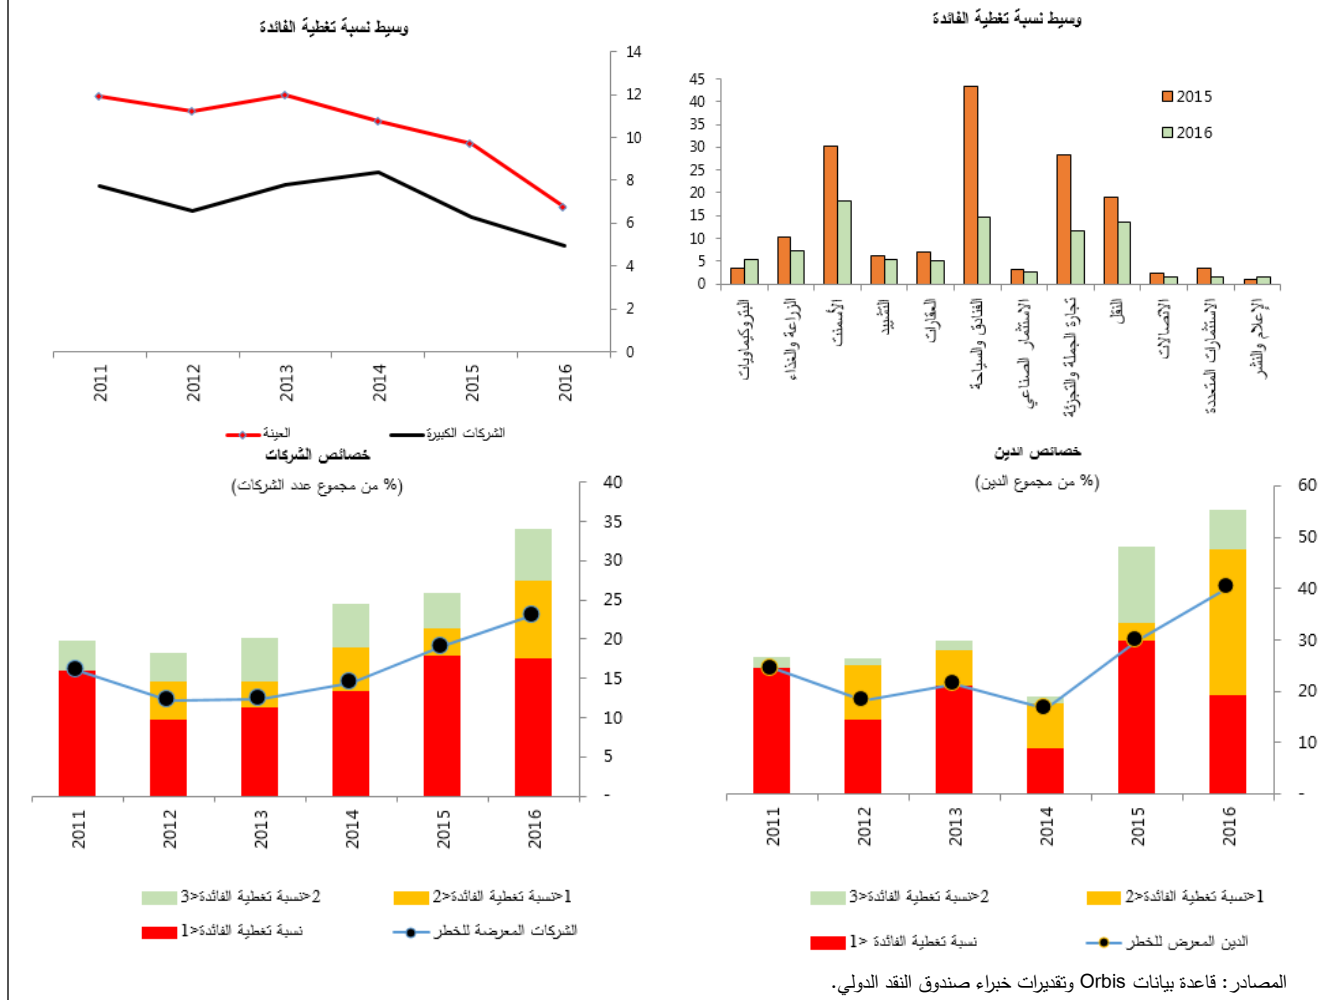 وسيط نسبة تغطية الفائدة
45
40
35
30
25
20
15
10
5
0
2015
2016
البتروكيماويات
الزراعة والغذاء
الأسمنت
التشييد
العقارات
الفنادق والسياحة
الاستثمار الصناعي
تجارة الجملة والتجزئة
النقل
الاتصالات
الاستثمارات المتعددة
الإعلام والنشر
وسيط نسبة تغطية الفائدة
14
12
10
8
6
4
2
0
2011
2012
2013
2014
2015
2016
العينة
الشركات الكبيرة
خصائص الدين
(% من مجموع الدين)
60
50
40
30
20
10
-
2011
2012
2013
2014
2015
2016
1<نسبة تغطية الفائدة<2
2<نسبة تغطية الفائدة<3
الدين المعرض للخطر
نسبة تغطية الفائدة <1
خصائص الشركات
(% من مجموع عدد الشركات)
40
35
30
25
20
15
10
5
-
2011
2012
2013
2014
2015
2016
1<نسبة تغطية الفائدة<2
2<نسبة تغطية الفائدة<3
الشركات المعرضة للخطر
نسبة تغطية الفائدة<1
المصادر: قاعدة بيانات Orbis وتقديرات خبراء صندوق النقد الدولي.